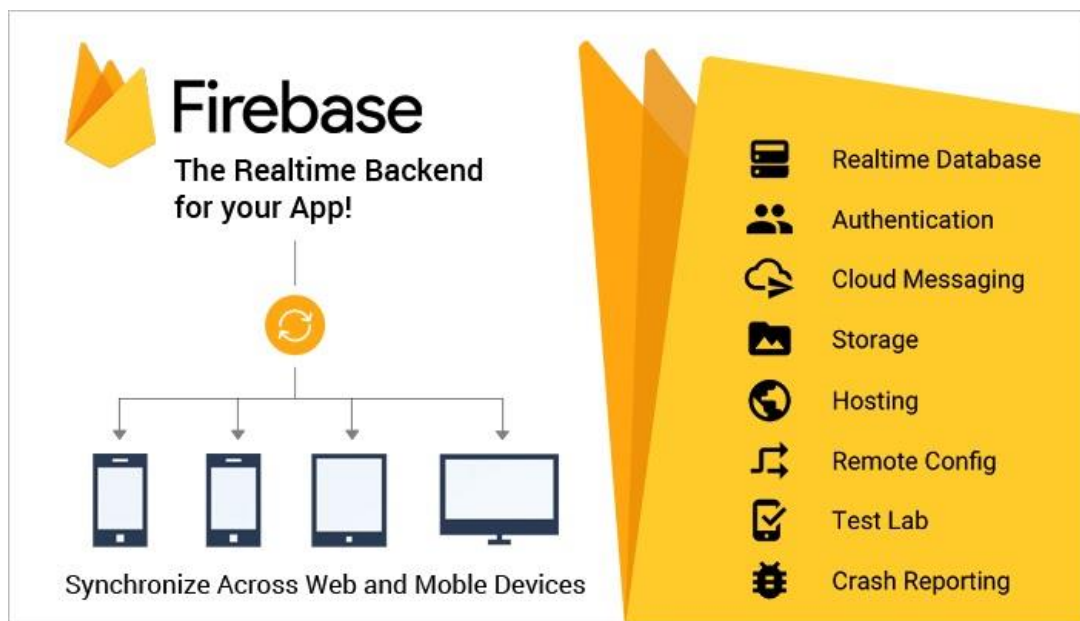 Firebase
The Realtime Backend
for your App!
Synchronize Across Web and Moble Devices
Realtime Database
Authentication
Cloud Messaging
Storage
Hosting
Remote Config
Test Lab
Crash Reporting